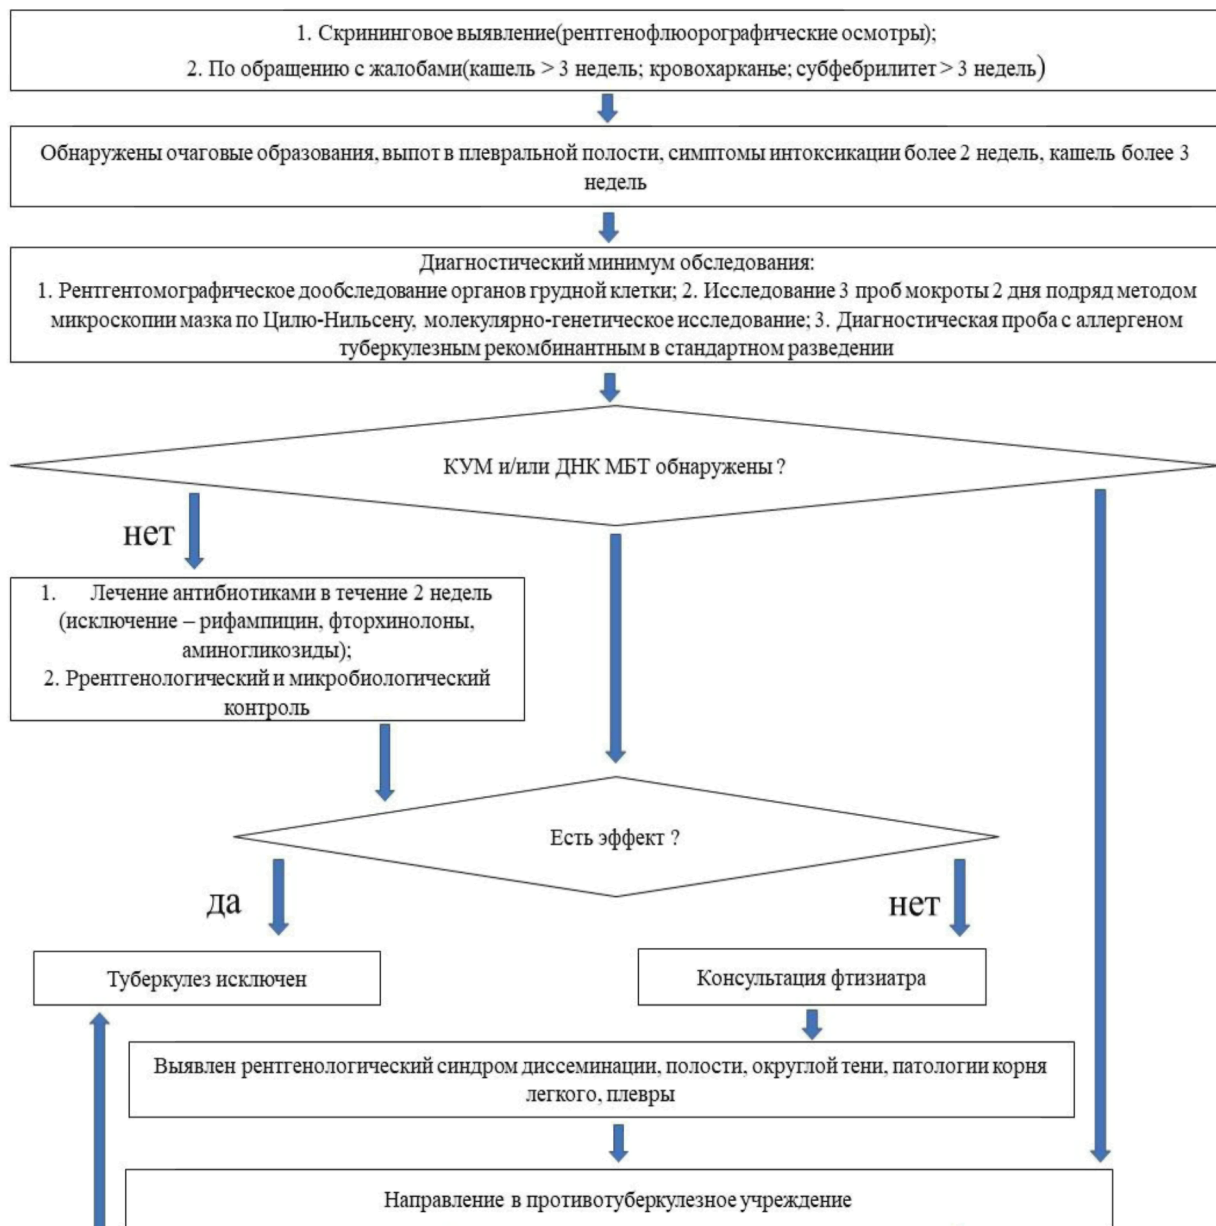 1. Скрининговое выявление(рентгенофлюорографические осмотры);
2. По обращению с жалобами(кашель > 3 недель; кровохарканье; субфебрилитет > 3 недель)
Обнаружены очаговые образования, выпот в плевральной полости, симптомы интоксикации более 2 недель, кашель более 3
недель
Диагностический минимум обследования:
1. Рентгентомографическое дообследование органов грудной клетки; 2. Исследование 3 проб мокроты 2 дня подряд методом
микроскопии мазка по Цилю-Нильсену, молекулярно-генетическое исследование; 3. Диагностическая проба с аллергеном
туберкулезным рекомбинантным в стандартном разведении
КУМ и/или ДНК МБТ обнаружены ?
нет
1. Лечение антибиотиками в течение 2 недель
(исключение – рифампицин, фторхинолоны,
аминогликозиды);
2. Ррентгенологический и микробиологический
контроль
Есть эффект ?
да
нет
Туберкулез исключен
Консультация фтизиатра
Выявлен рентгенологический синдром диссеминации, полости, округлой тени, патологии корня
легкого, плевры
Направление в противотуберкулезное учреждение